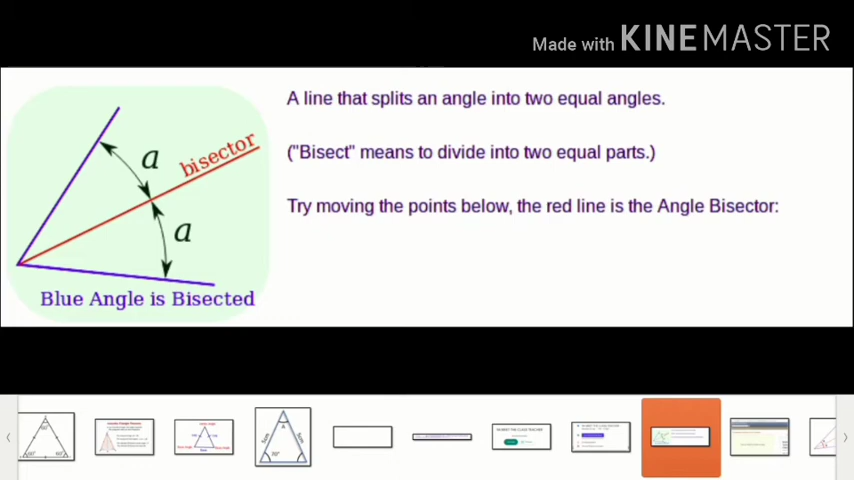 Made with KINEMASTER
A line that splits an angle into two equal angles.
("Bisect" means to divide into two equal parts.)
Try moving the points below, the red line is the Angle Bisector:
a
bisector
a
Blue Angle is Bisected